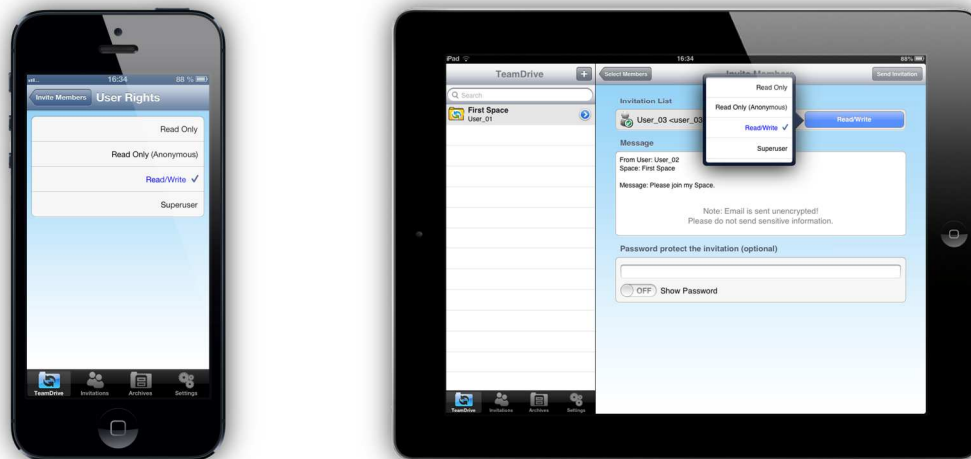 16:34
88 %
Invite Members
User Rights
Read Only
Read Only (Anonymous)
Read/Write
Superuser
TeamDrive
Invitations
Archives
Settings
iPad
16:34
88%
TeamDrive
+
Select Members
Send Invitation
Search
First Space
User_01
Invitation List
User_03 <user_03
Read Only
Read Only (Anonymous)
Read/Write
Superuser
Read/Write
Message
From User: User_02
Space: First Space
Message: Please join my Space.
Note: Email is sent unencrypted!
Please do not send sensitive information.
Password protect the invitation (optional)
OFF
Show Password
TeamDrive
Invitations
Archives
Settings